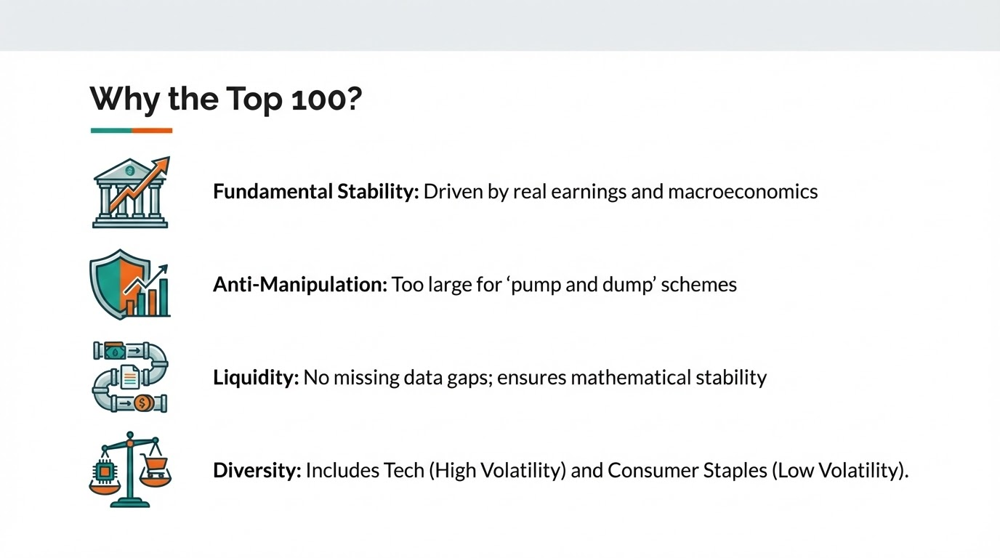 Why the Top 100?
Fundamental Stability: Driven by real earnings and macroeconomics
Anti-Manipulation: Too large for ‘pump and dump’ schemes
Liquidity: No missing data gaps; ensures mathematical stability
$
Diversity: Includes Tech (High Volatility) and Consumer Staples (Low Volatility).